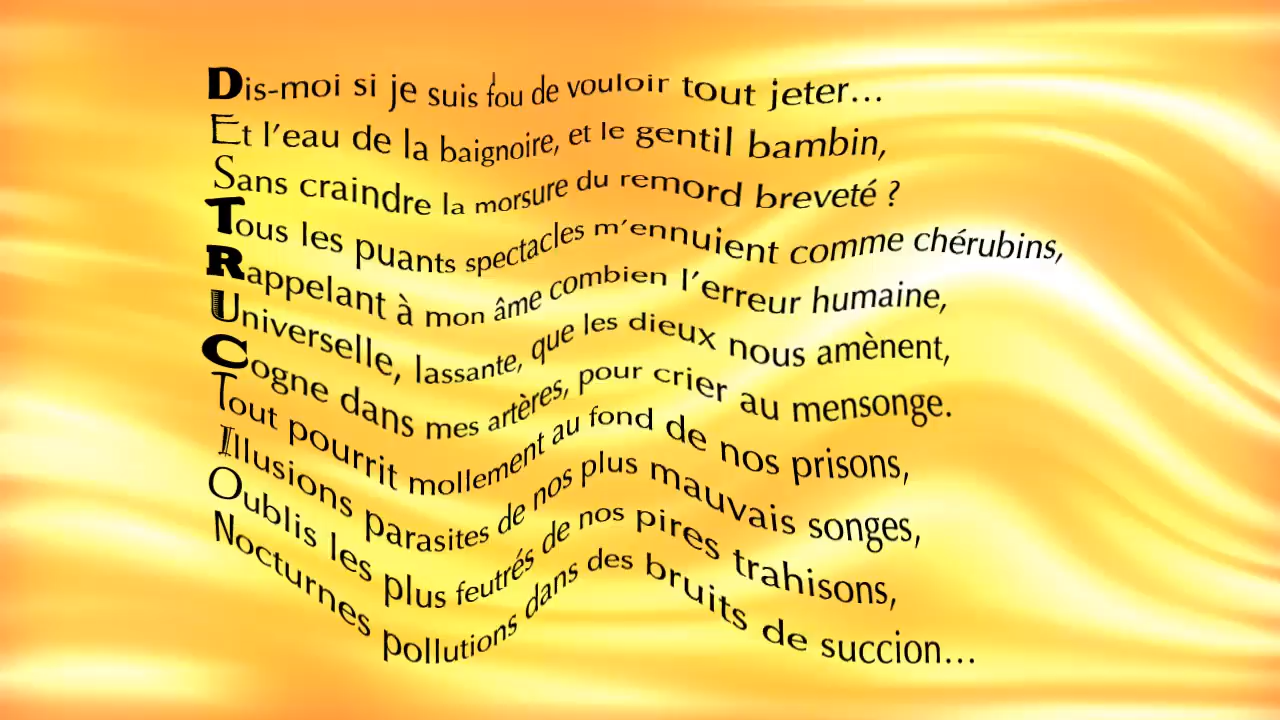 Dis-moi si je suis fou de vouloir tout jeter...
Et l'eau de la baignoire, et le gentil bambin,
Sans craindre la morsure du remord breveté ?
Tous les puants spectacles m'ennuient comme chérubins,
Rappelant à mon âme combien l'erreur humaine,
Universelle, lassante, que les dieux nous amènent,
Cogne dans mes artères, pour crier au mensonge.
Tout pourrit mollement au fond de nos prisons,
Illusions parasites de nos plus mauvais songes,
Oublis les plus feutrés de nos pires trahisons,
Nocturnes pollutions dans des bruits de succion...